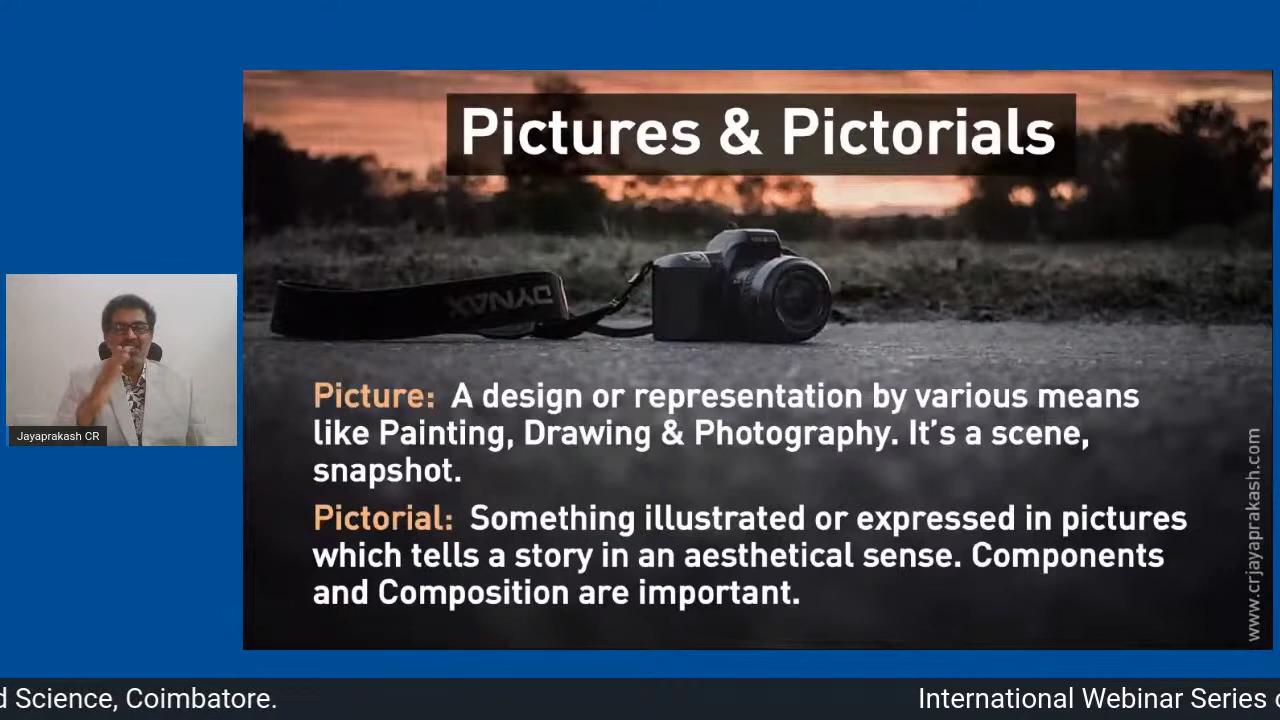 Pictures & Pictorials
DYNAX
Picture: A design or representation by various means
like Painting, Drawing & Photography. It's a scene,
snapshot.
Pictorial: Something illustrated or expressed in pictures
which tells a story in an aesthetical sense. Components
and Composition are important.
www.crjayaprakash.com
Jayaprakash CR
d Science, Coimbatore.
International Webinar Series